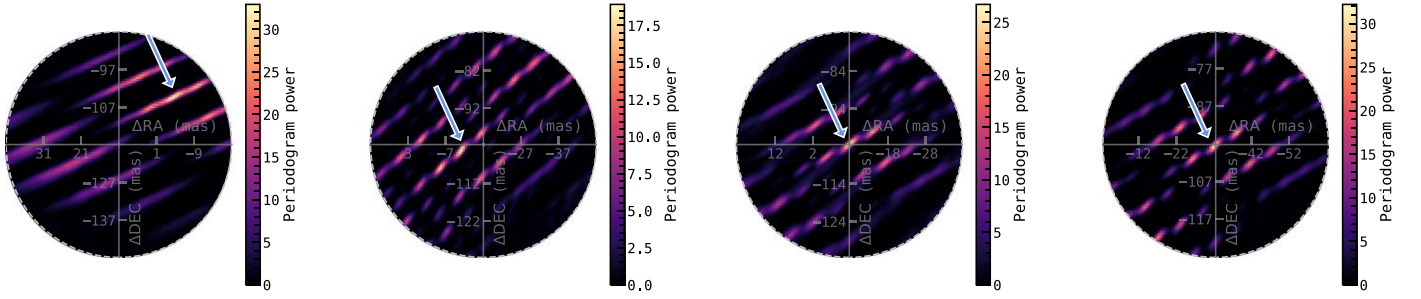 −97
−107
ΔRA (mas)
31 21 1 −9
−127
−137
ΔDEC (mas)
30
25
20
15
10
5
0
Periodogram power
−82
−92
ΔRA (mas)
3 −7 −27 −37
−112
−122
ΔDEC (mas)
17.5
15.0
12.5
10.0
7.5
5.0
2.5
0.0
Periodogram power
−84
ΔRA (mas)
12 2 −18 −28
−114
−124
ΔDEC (mas)
25
20
15
10
5
0
Periodogram power
−77
−87
ΔRA (mas)
−12 −22 −42 −52
−107
−117
ΔDEC (mas)
30
25
20
15
10
5
0
Periodogram power